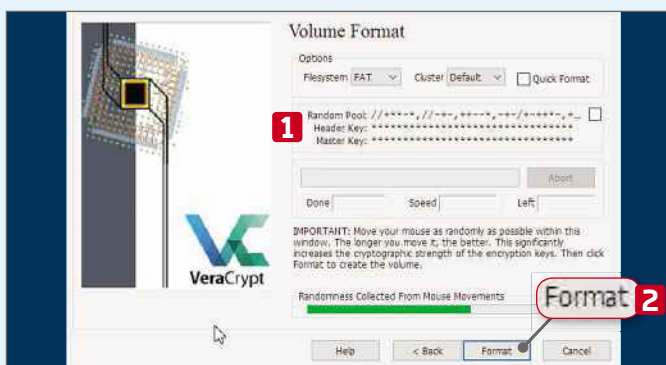 Volume Format
Options
Filesystem FAT Cluster Default Quick Format
1
Header Key: ********************************
Master Key: ********************************
Abort
Done Speed Left
IMPORTANT: Move your mouse as randomly as possible within this
window. The longer you move it, the better. This significantly
increases the cryptographic strength of the encryption keys. Then click
Format to create the volume.
VeraCrypt
Randomness Collected From Mouse Movements
Format 2
Help < Back Format Cancel